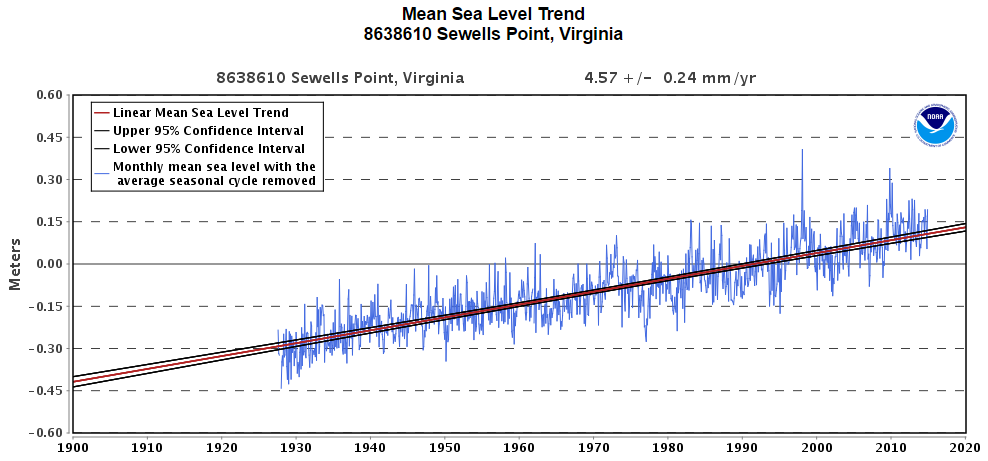 Mean Sea Level Trend
8638610 Sewells Point, Virginia
8638610 Sewells Point, Virginia 4.57 +/- 0.24 mm/yr
0.60
0.45
0.30
0.15
0.00
-0.15
-0.30
-0.45
-0.60
Meters
Linear Mean Sea Level Trend
Upper 95% Confidence Interval
Lower 95% Confidence Interval
Monthly mean sea level with the
average seasonal cycle removed
NOAA
1900 1910 1920 1930 1940 1950 1960 1970 1980 1990 2000 2010 2020